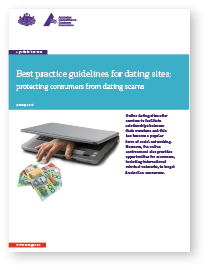 Best practice guidelines for dating sites:
protecting consumers from dating scams
Online dating sites offer
services to facilitate
relationships between
their members and this
has become a popular
form of social networking.
However, the online
environment also provides
opportunities for scammers,
including international
criminal networks, to target
Australian consumers.